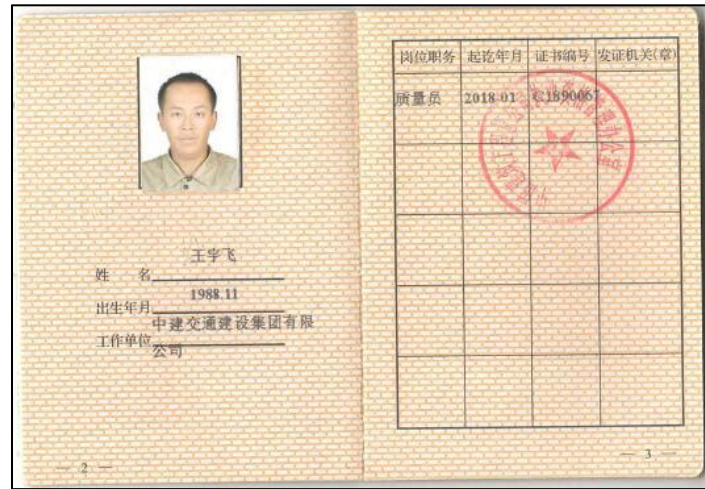 姓 名 王宇飞
出生年月 1988.11
工作单位 中建交通建设集团有限
公司
— 2 —
岗位职务 起讫年月 证书编号 发证机关(章)
质量员 2018-01 C1890067
— 3 —